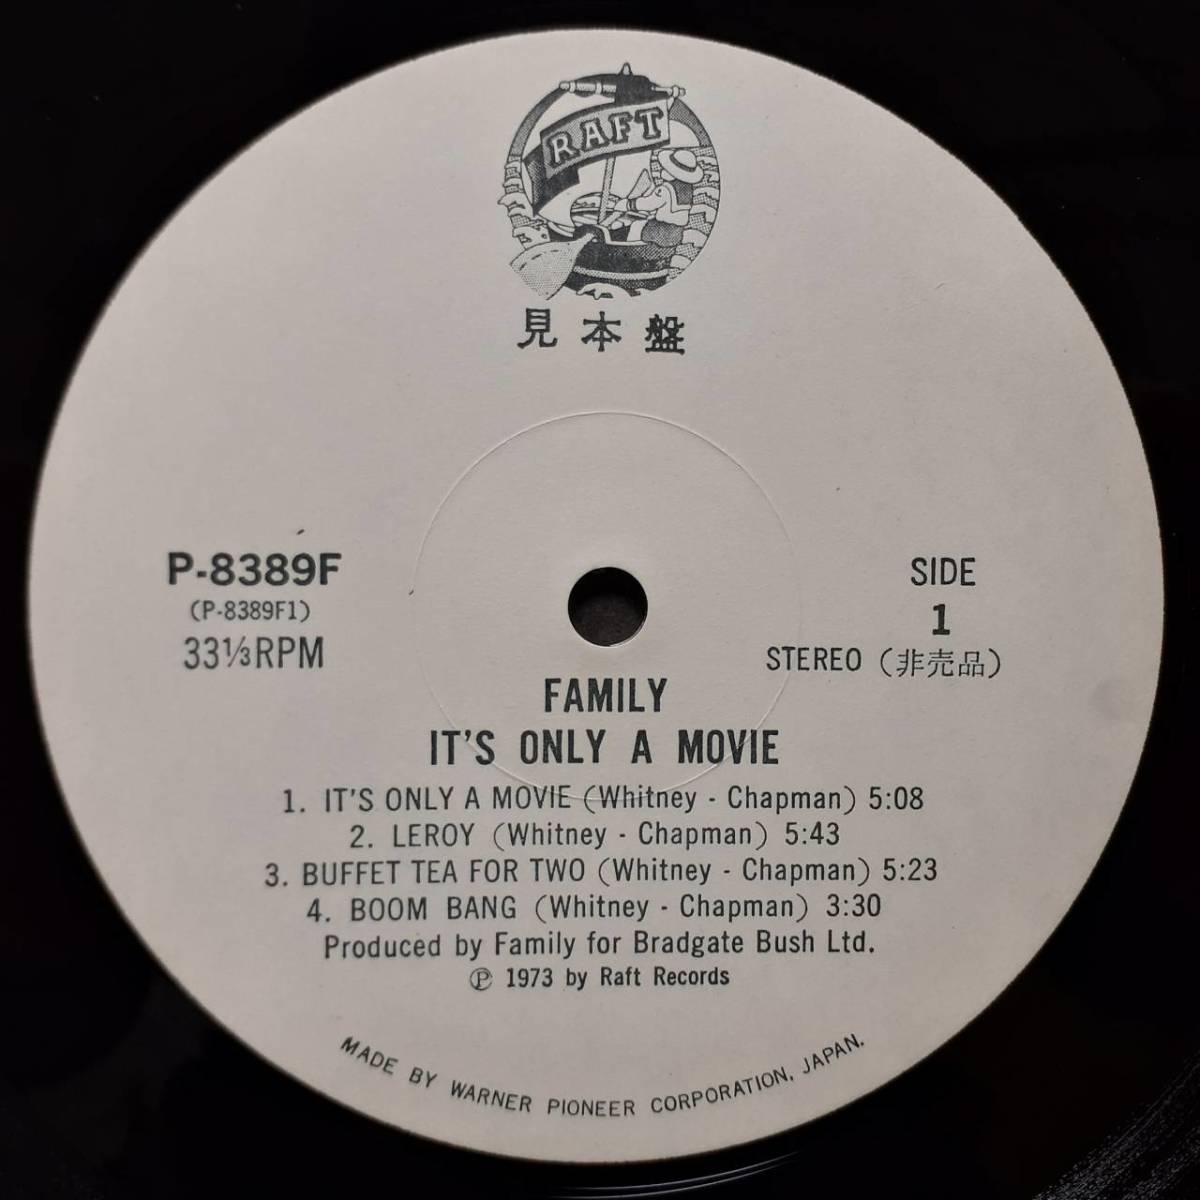 RAFT
見本盤
P-8389F
(P-8389F1)
33⅓RPM
SIDE
1
STEREO (非売品)
FAMILY
IT'S ONLY A MOVIE
1. IT'S ONLY A MOVIE (Whitney - Chapman) 5:08
2. LEROY (Whitney - Chapman) 5:43
3. BUFFET TEA FOR TWO (Whitney - Chapman) 5:23
4. BOOM BANG (Whitney - Chapman) 3:30
Produced by Family for Bradgate Bush Ltd.
℗ 1973 by Raft Records
MADE BY WARNER PIONEER CORPORATION, JAPAN.